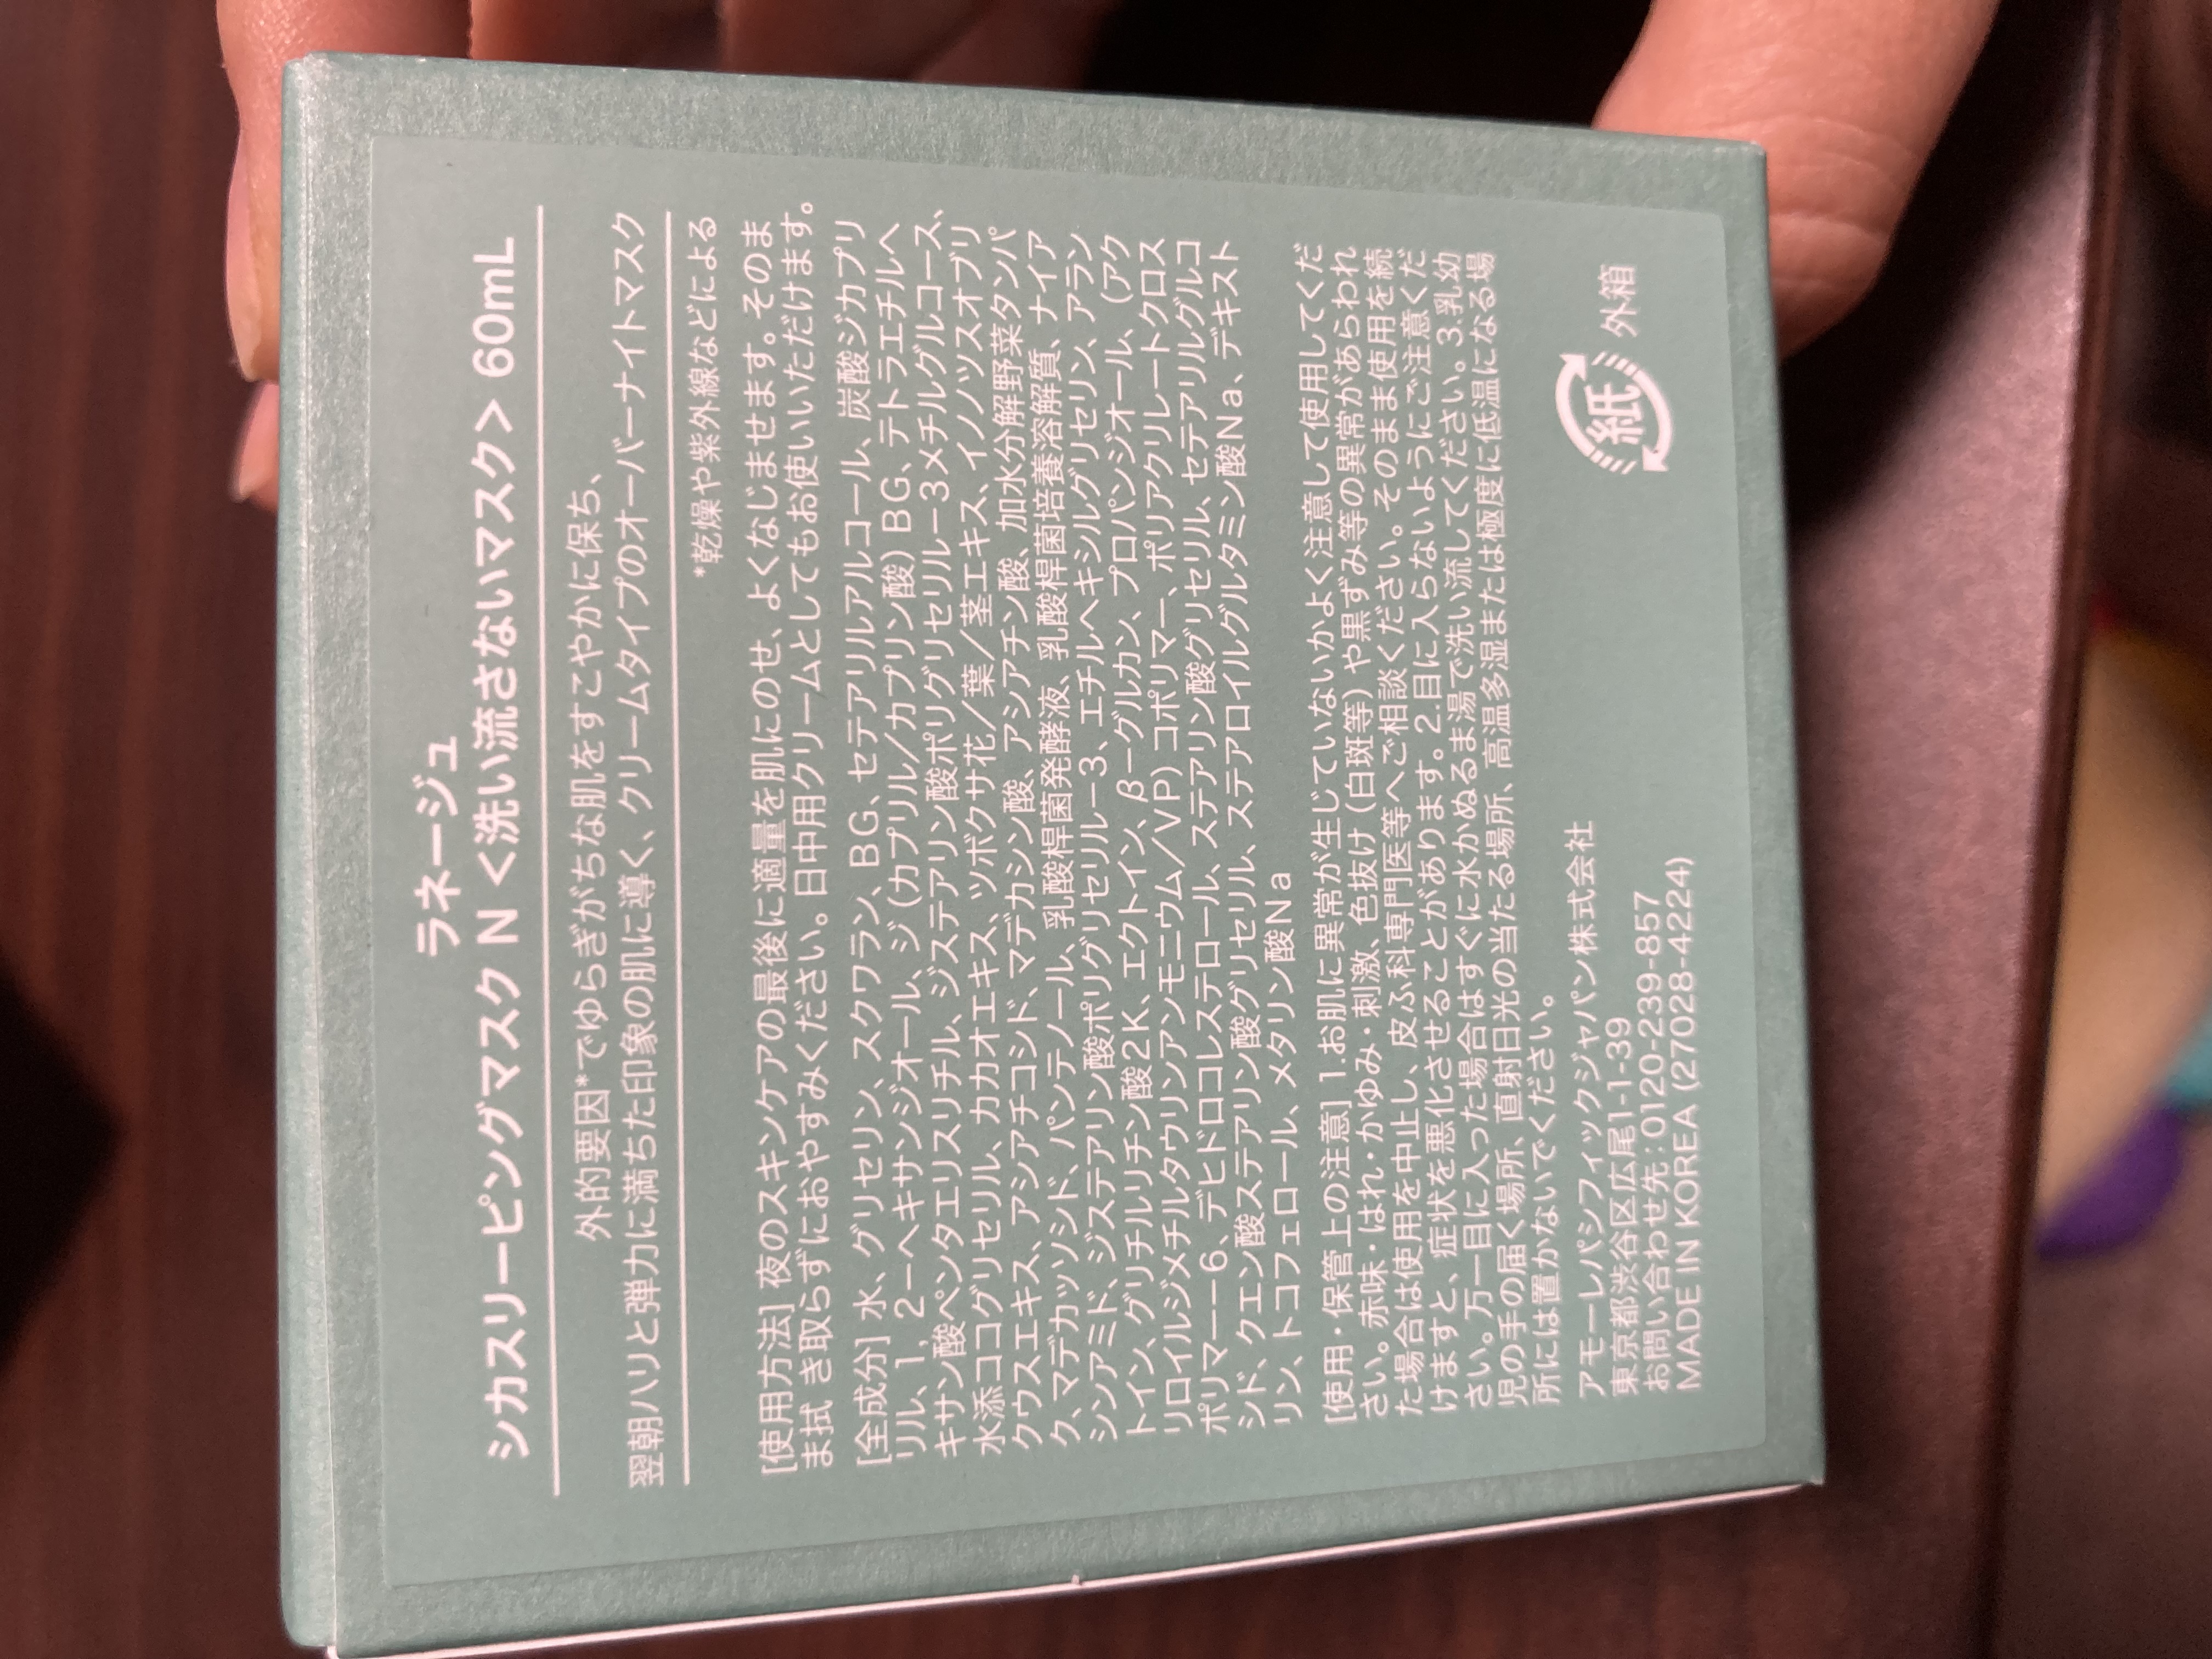 ラネージュ
シカスリーピングマスク N <洗い流さないマスク> 60mL
外的要因*でゆらぎがちな肌をすこやかに保ち、
翌朝ハリと弾力に満ちた印象の肌に導く、クリームタイプのオーバーナイトマスク
*乾燥や紫外線などによる
[使用方法] 夜のスキンケアの最後に適量を肌にのせ、よくなじませます。そのま
ま拭 き取らずにおやすみください。日中用クリームとしてもお使いいただけます。
[全成分] 水、グリセリン、スクワラン、BG、セテアリルアルコール、炭酸ジカプリ
リル、1,2-ヘキサンジオール、ジ(カプリル/カプリン酸)BG、テトラエチルヘ
キサン酸ペンタエリスリチル、ジステアリン酸ポリグリセリル-3メチルグルコース、
水添ココグリセリル、カカオエキス、ツボクサ花/葉/茎エキス、イノノツスオブリ
クウスエキス、アシアチコシド、マデカシン酸、アシアチン酸、加水分解野菜タンパ
ク、マデカッソシド、パンテノール、乳酸桿菌発酵液、乳酸桿菌培養溶解質、ナイア
シンアミド、ジステアリン酸ポリグリセリル-3、エチルヘキシルグリセリン、アラン
トイン、グリチルリチン酸2K、エクトイン、β-グルカン、プロパンジオール、(アク
リロイルジメチルタウリンアンモニウム/VP)コポリマー、ポリアクリレートクロス
ポリマー-6、デヒドロコレステロール、ステアリン酸グリセリル、セテアリルグルコ
シド、クエン酸ステアリン酸グリセリル、ステアロイルグルタミン酸Na、デキスト
リン、トコフェロール、メタリン酸Na
[使用・保管上の注意] 1.お肌に異常が生じていないかよく注意して使用してくだ
さい。赤味・はれ・かゆみ・刺激、色抜け(白斑等)や黒ずみ等の異常があらわれ
た場合は使用を中止し、皮ふ科専門医等へご相談ください。そのまま使用を続
けますと、症状を悪化させることがあります。2.目に入らないようにご注意くだ
さい。万一目に入った場合はすぐに水かぬるま湯で洗い流してください。3.乳幼
児の手の届く場所、直射日光の当たる場所、高温多湿または極度に低温になる場
所には置かないでください。
アモーレパシフィックジャパン株式会社
東京都渋谷区広尾1-1-39
お問い合わせ先:0120-239-857
MADE IN KOREA (27028-4224)
紙 外箱